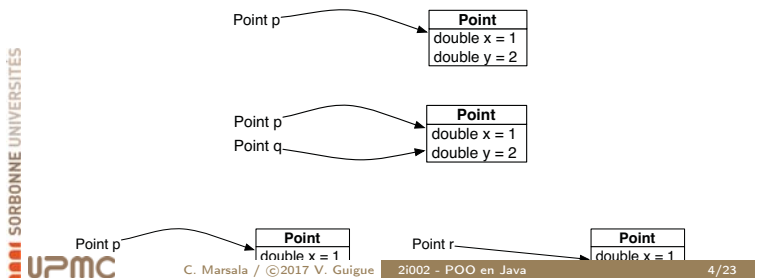 Point p
Point
double x = 1
double y = 2
Point p
Point q
Point
double x = 1
double y = 2
Point p
Point
double x = 1
Point r
Point
double x = 1
SORBONNE UNIVERSITÉS
UPMC
C. Marsala / ©2017 V. Guigue
2i002 - POO en Java
4/23